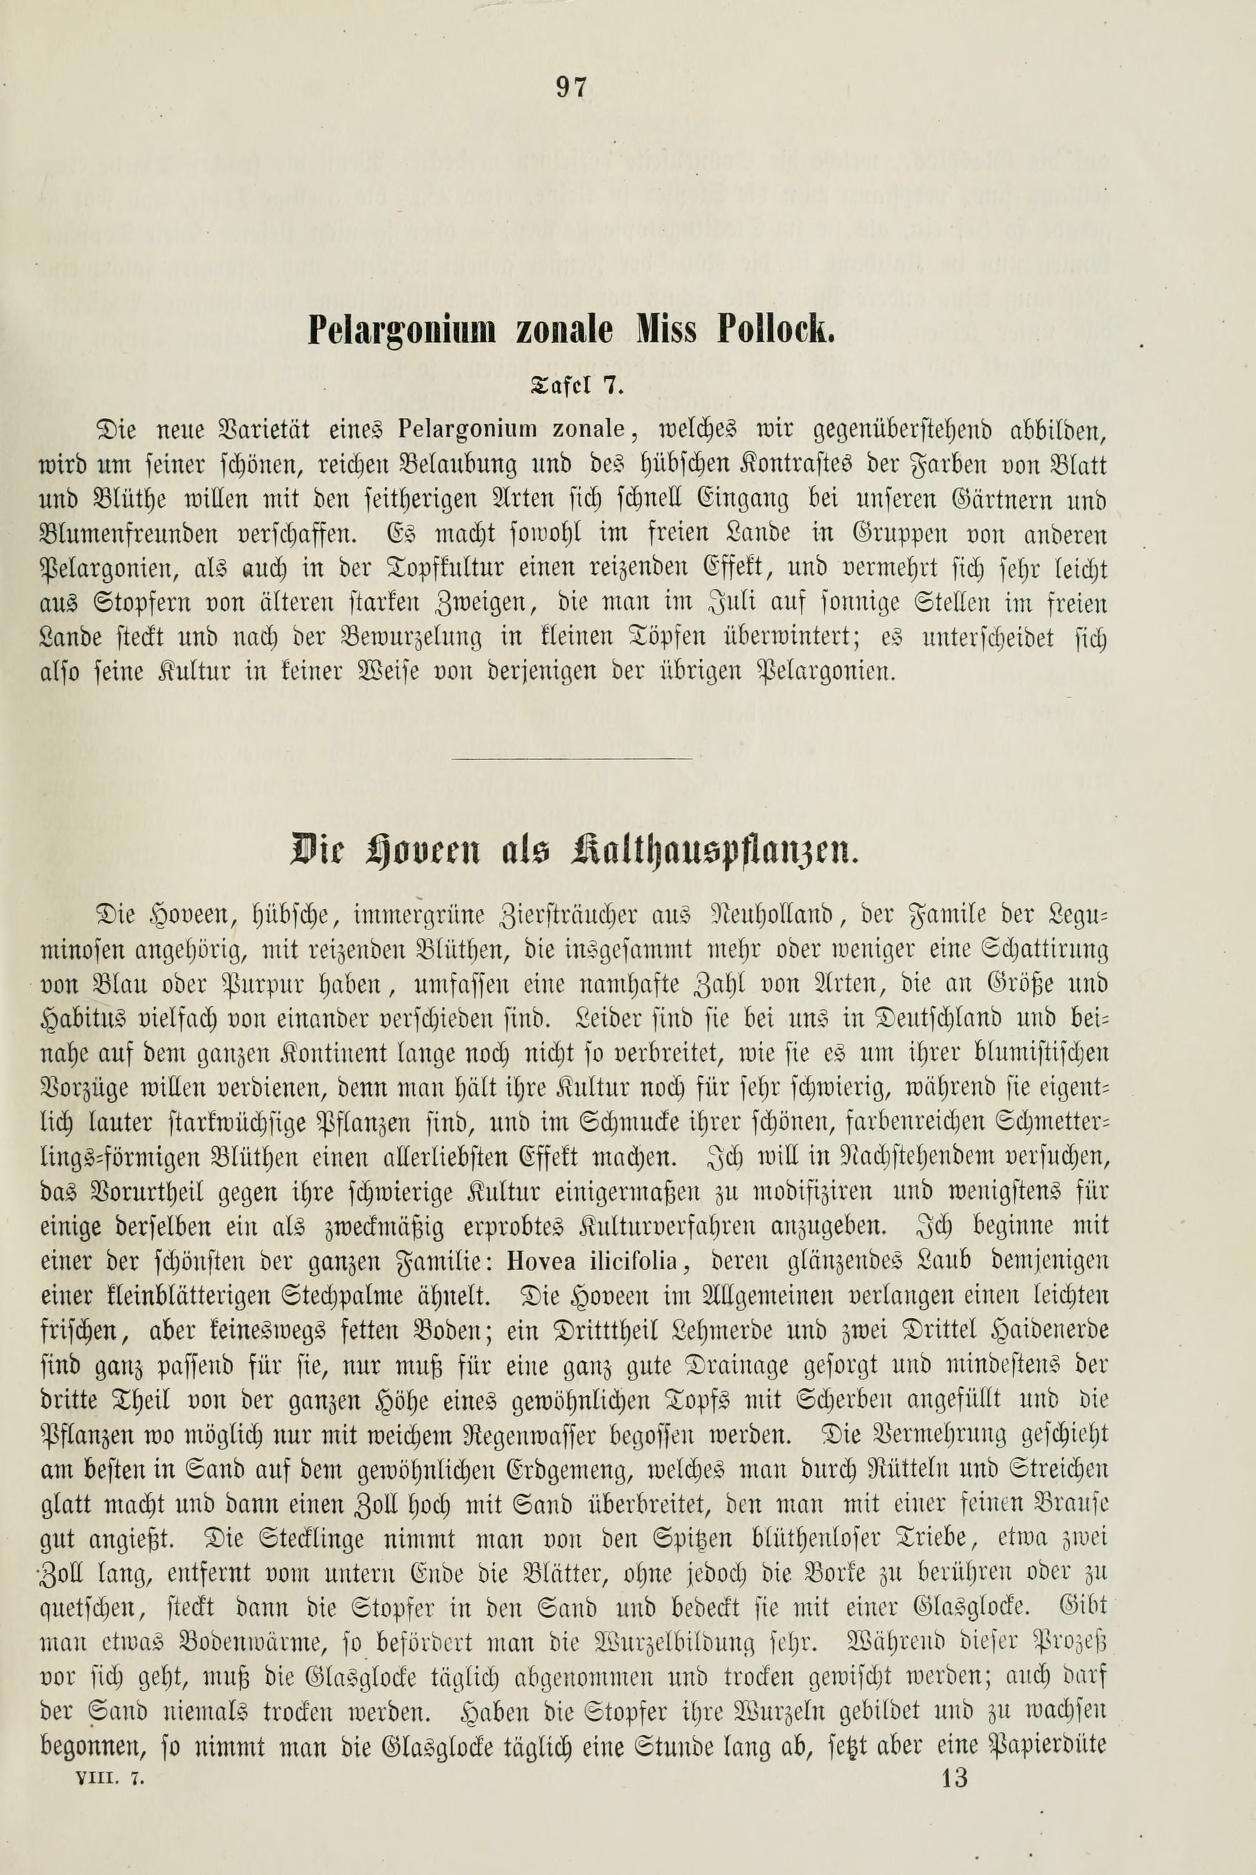 97
Pelargonium zonale Miss Pollock.
Tafel 7.
Die neue Varietät eines Pelargonium zonale, welches wir gegenüberstehend abbilden,
wird um seiner schönen, reichen Belaubung und des hübschen Kontrastes der Farben von Blatt
und Blüthe willen mit den seitherigen Arten sich schnell Eingang bei unseren Gärtnern und
Blumenfreunden verschaffen. Es macht sowohl im freien Lande in Gruppen von anderen
Pelargonien, als auch in der Topfkultur einen reizenden Effekt, und vermehrt sich sehr leicht
aus Stopfern von älteren starken Zweigen, die man im Juli auf sonnige Stellen im freien
Lande steckt und nach der Bewurzelung in kleinen Töpfen überwintert; es unterscheidet sich
also seine Kultur in keiner Weise von derjenigen der übrigen Pelargonien.
Die Hoveen als Kalthauspflanzen.
Die Hoveen, hübsche, immergrüne Ziersträucher aus Neuholland, der Famile der Legu-
minosen angehörig, mit reizenden Blüthen, die insgesammt mehr oder weniger eine Schattirung
von Blau oder Purpur haben, umfassen eine namhafte Zahl von Arten, die an Größe und
Habitus vielfach von einander verschieden sind. Leider sind sie bei uns in Deutschland und bei-
nahe auf dem ganzen Kontinent lange noch nicht so verbreitet, wie sie es um ihrer blumistischen
Vorzüge willen verdienen, denn man hält ihre Kultur noch für sehr schwierig, während sie eigent-
lich lauter starkwüchsige Pflanzen sind, und im Schmucke ihrer schönen, farbenreichen Schmetter-
lings-förmigen Blüthen einen allerliebsten Effekt machen. Ich will in Nachstehendem versuchen,
das Vorurtheil gegen ihre schwierige Kultur einigermaßen zu modifiziren und wenigstens für
einige derselben ein als zweckmäßig erprobtes Kulturverfahren anzugeben. Ich beginne mit
einer der schönsten der ganzen Familie: Hovea ilicifolia, deren glänzendes Laub demjenigen
einer kleinblätterigen Stechpalme ähnelt. Die Hoveen im Allgemeinen verlangen einen leichten
frischen, aber keineswegs fetten Boden; ein Dritttheil Lehmerde und zwei Drittel Haidenerde
sind ganz passend für sie, nur muß für eine ganz gute Drainage gesorgt und mindestens der
dritte Theil von der ganzen Höhe eines gewöhnlichen Topfs mit Scherben angefüllt und die
Pflanzen wo möglich nur mit weichem Regenwasser begossen werden. Die Vermehrung geschieht
am besten in Sand auf dem gewöhnlichen Erdgemeng, welches man durch Rütteln und Streichen
glatt macht und dann einen Zoll hoch mit Sand überbreitet, den man mit einer feinen Brause
gut angießt. Die Stecklinge nimmt man von den Spitzen blüthenloser Triebe, etwa zwei
Zoll lang, entfernt vom untern Ende die Blätter, ohne jedoch die Borke zu berühren oder zu
quetschen, steckt dann die Stopfer in den Sand und bedeckt sie mit einer Glasglocke. Gibt
man etwas Bodenwärme, so befördert man die Wurzelbildung sehr. Während dieser Prozeß
vor sich geht, muß die Glasglocke täglich abgenommen und trocken gewischt werden; auch darf
der Sand niemals trocken werden. Haben die Stopfer ihre Wurzeln gebildet und zu wachsen
begonnen, so nimmt man die Glasglocke täglich eine Stunde lang ab, setzt aber eine Papierdüte
VIII. 7. 13